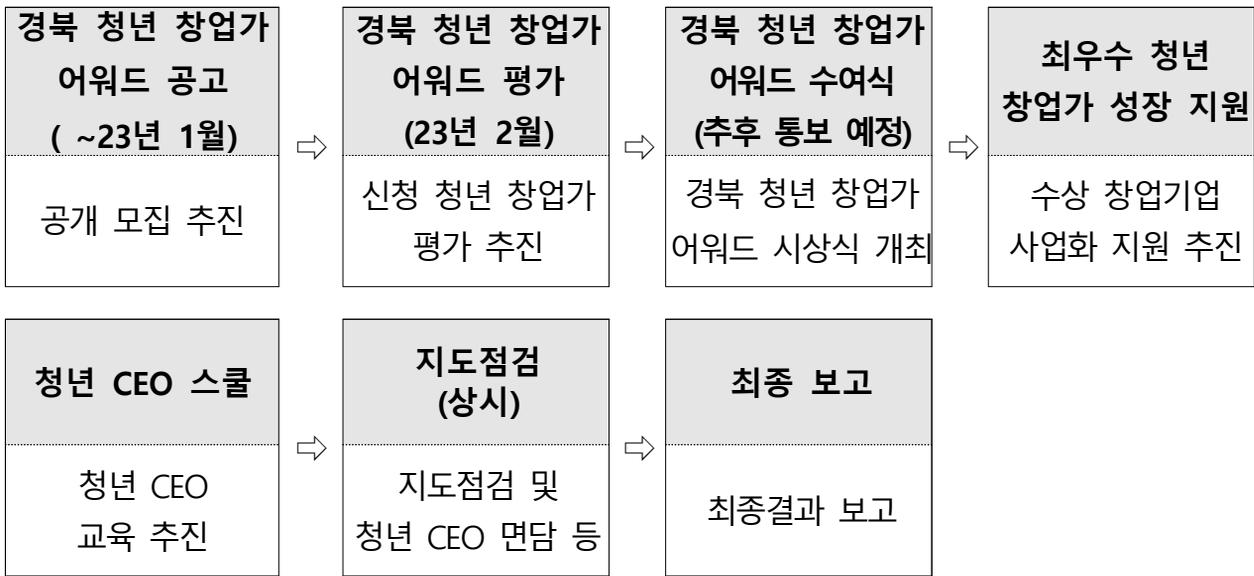 경북 청년 창업가
어워드 공고
( ~23년 1월)
공개 모집 추진
⇨
경북 청년 창업가
어워드 평가
(23년 2월)
신청 청년 창업가
평가 추진
⇨
경북 청년 창업가
어워드 수여식
(추후 통보 예정)
경북 청년 창업가
어워드 시상식 개최
⇨
최우수 청년
창업가 성장 지원
수상 창업기업
사업화 지원 추진
청년 CEO 스쿨
청년 CEO
교육 추진
⇨
지도점검
(상시)
지도점검 및
청년 CEO 면담 등
⇨
최종 보고
최종결과 보고